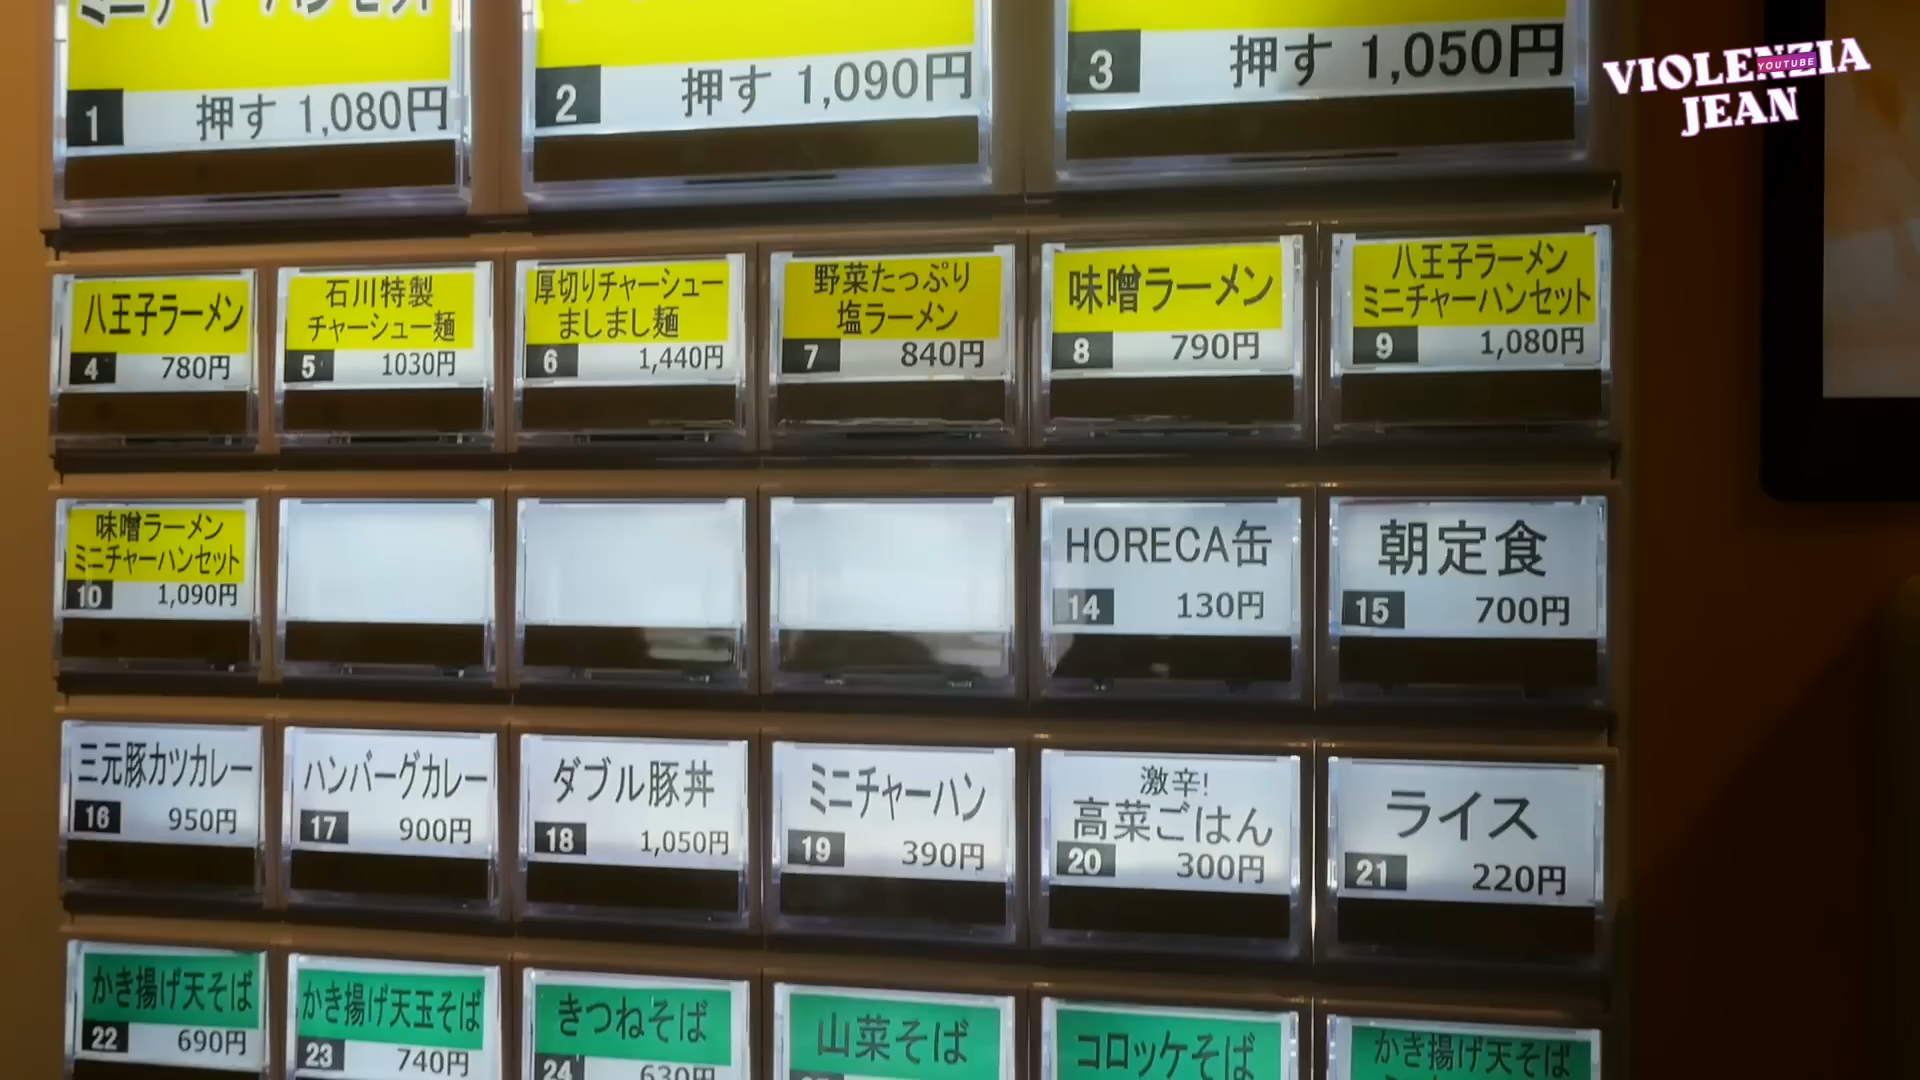 ミニチャーハンセット
1 押す 1,080円
2 押す 1,090円
3 押す 1,050円
VIOLENZIA
YOUTUBE
JEAN
八王子ラーメン
4 780円
石川特製
チャーシュー麺
5 1030円
厚切りチャーシュー
ましまし麺
6 1,440円
野菜たっぷり
塩ラーメン
7 840円
味噌ラーメン
8 790円
八王子ラーメン
ミニチャーハンセット
9 1,080円
味噌ラーメン
ミニチャーハンセット
10 1,090円
HORECA缶
14 130円
朝定食
15 700円
三元豚カツカレー
16 950円
ハンバーグカレー
17 900円
ダブル豚丼
18 1,050円
ミニチャーハン
19 390円
激辛!
高菜ごはん
20 300円
ライス
21 220円
かき揚げ天そば
22 690円
かき揚げ天玉そば
23 740円
きつねそば
24 630円
山菜そば
コロッケそば
かき揚げ天そば